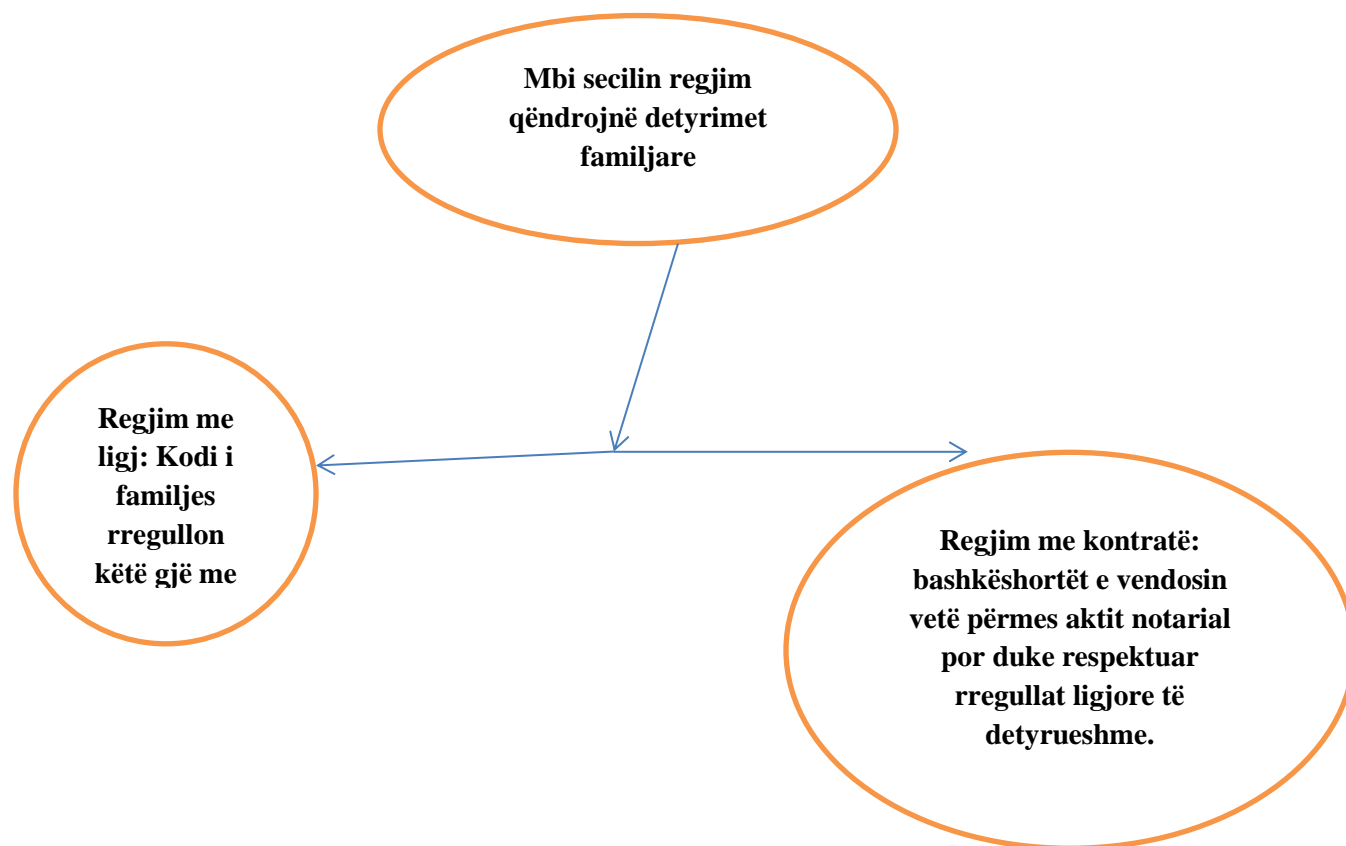 Mbi secilin regjim
qëndrojnë detyrimet
familjare
Regjim me
ligj: Kodi i
familjes
rregullon
këtë gjë me
Regjim me kontratë:
bashkëshortët e vendosin
vetë përmes aktit notarial
por duke respektuar
rregullat ligjore të
detyrueshme.